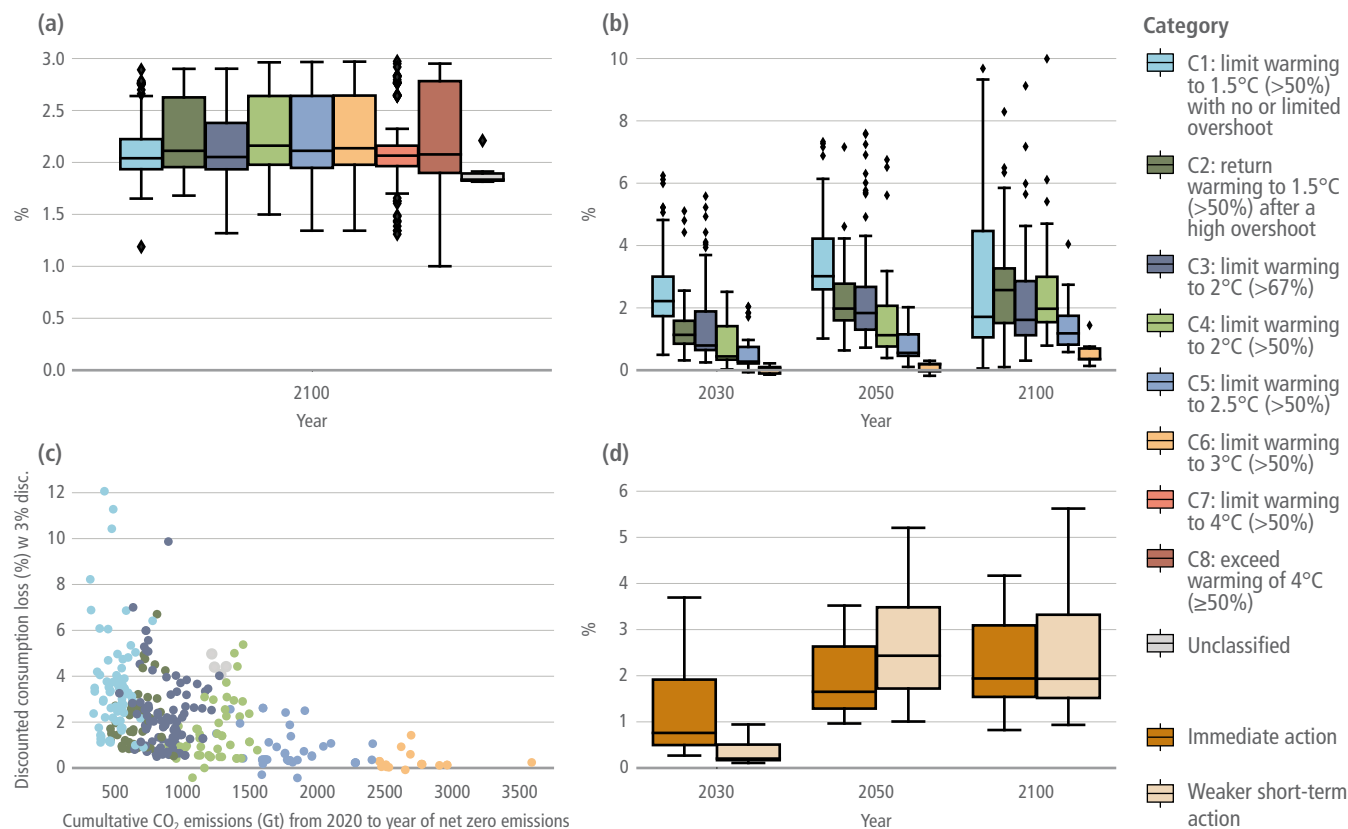 (a)
3.0
2.5
2.0
1.5
1.0
0.5
0.0
%
2100
Year
(b)
10
8
6
4
2
0
%
2030
2050
2100
Year
(c)
12
10
8
6
4
2
0
Discounted consumption loss (%) w 3% disc.
500
1000
1500
2000
2500
3000
3500
Cumultative CO₂ emissions (Gt) from 2020 to year of net zero emissions
(d)
6
5
4
3
2
1
0
%
2030
2050
2100
Year
Category
C1: limit warming
to 1.5°C (>50%)
with no or limited
overshoot
C2: return
warming to 1.5°C
(>50%) after a
high overshoot
C3: limit warming
to 2°C (>67%)
C4: limit warming
to 2°C (>50%)
C5: limit warming
to 2.5°C (>50%)
C6: limit warming
to 3°C (>50%)
C7: limit warming
to 4°C (>50%)
C8: exceed
warming of 4°C
(≥50%)
Unclassified
Immediate action
Weaker short-term
action